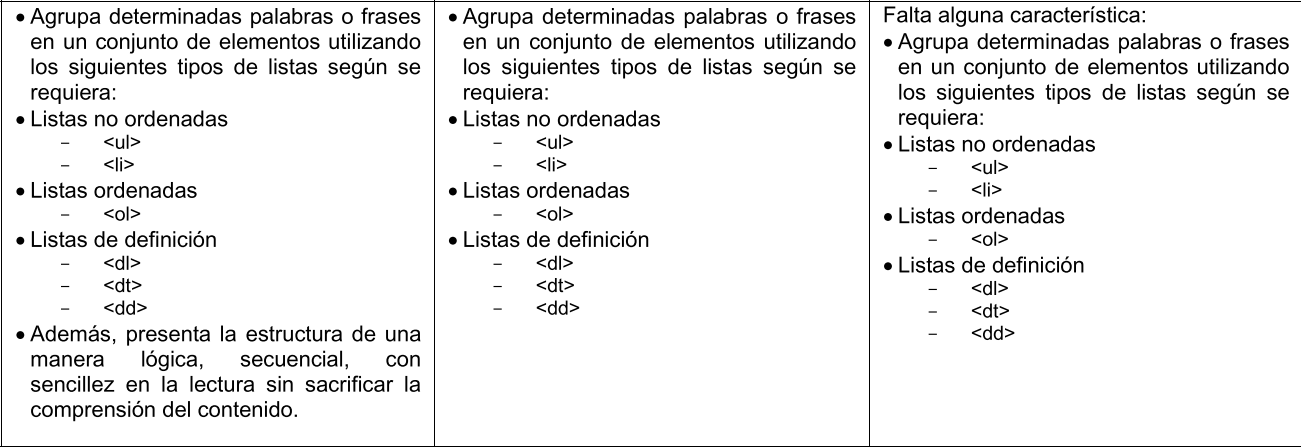 • Agrupa determinadas palabras o frases
en un conjunto de elementos utilizando
los siguientes tipos de listas según se
requiera:
• Listas no ordenadas
– <ul>
– <li>
• Listas ordenadas
– <ol>
• Listas de definición
– <dl>
– <dt>
– <dd>
• Además, presenta la estructura de una
manera lógica, secuencial, con
sencillez en la lectura sin sacrificar la
comprensión del contenido.
• Agrupa determinadas palabras o frases
en un conjunto de elementos utilizando
los siguientes tipos de listas según se
requiera:
• Listas no ordenadas
– <ul>
– <li>
• Listas ordenadas
– <ol>
• Listas de definición
– <dl>
– <dt>
– <dd>
Falta alguna característica:
• Agrupa determinadas palabras o frases
en un conjunto de elementos utilizando
los siguientes tipos de listas según se
requiera:
• Listas no ordenadas
– <ul>
– <li>
• Listas ordenadas
– <ol>
• Listas de definición
– <dl>
– <dt>
– <dd>